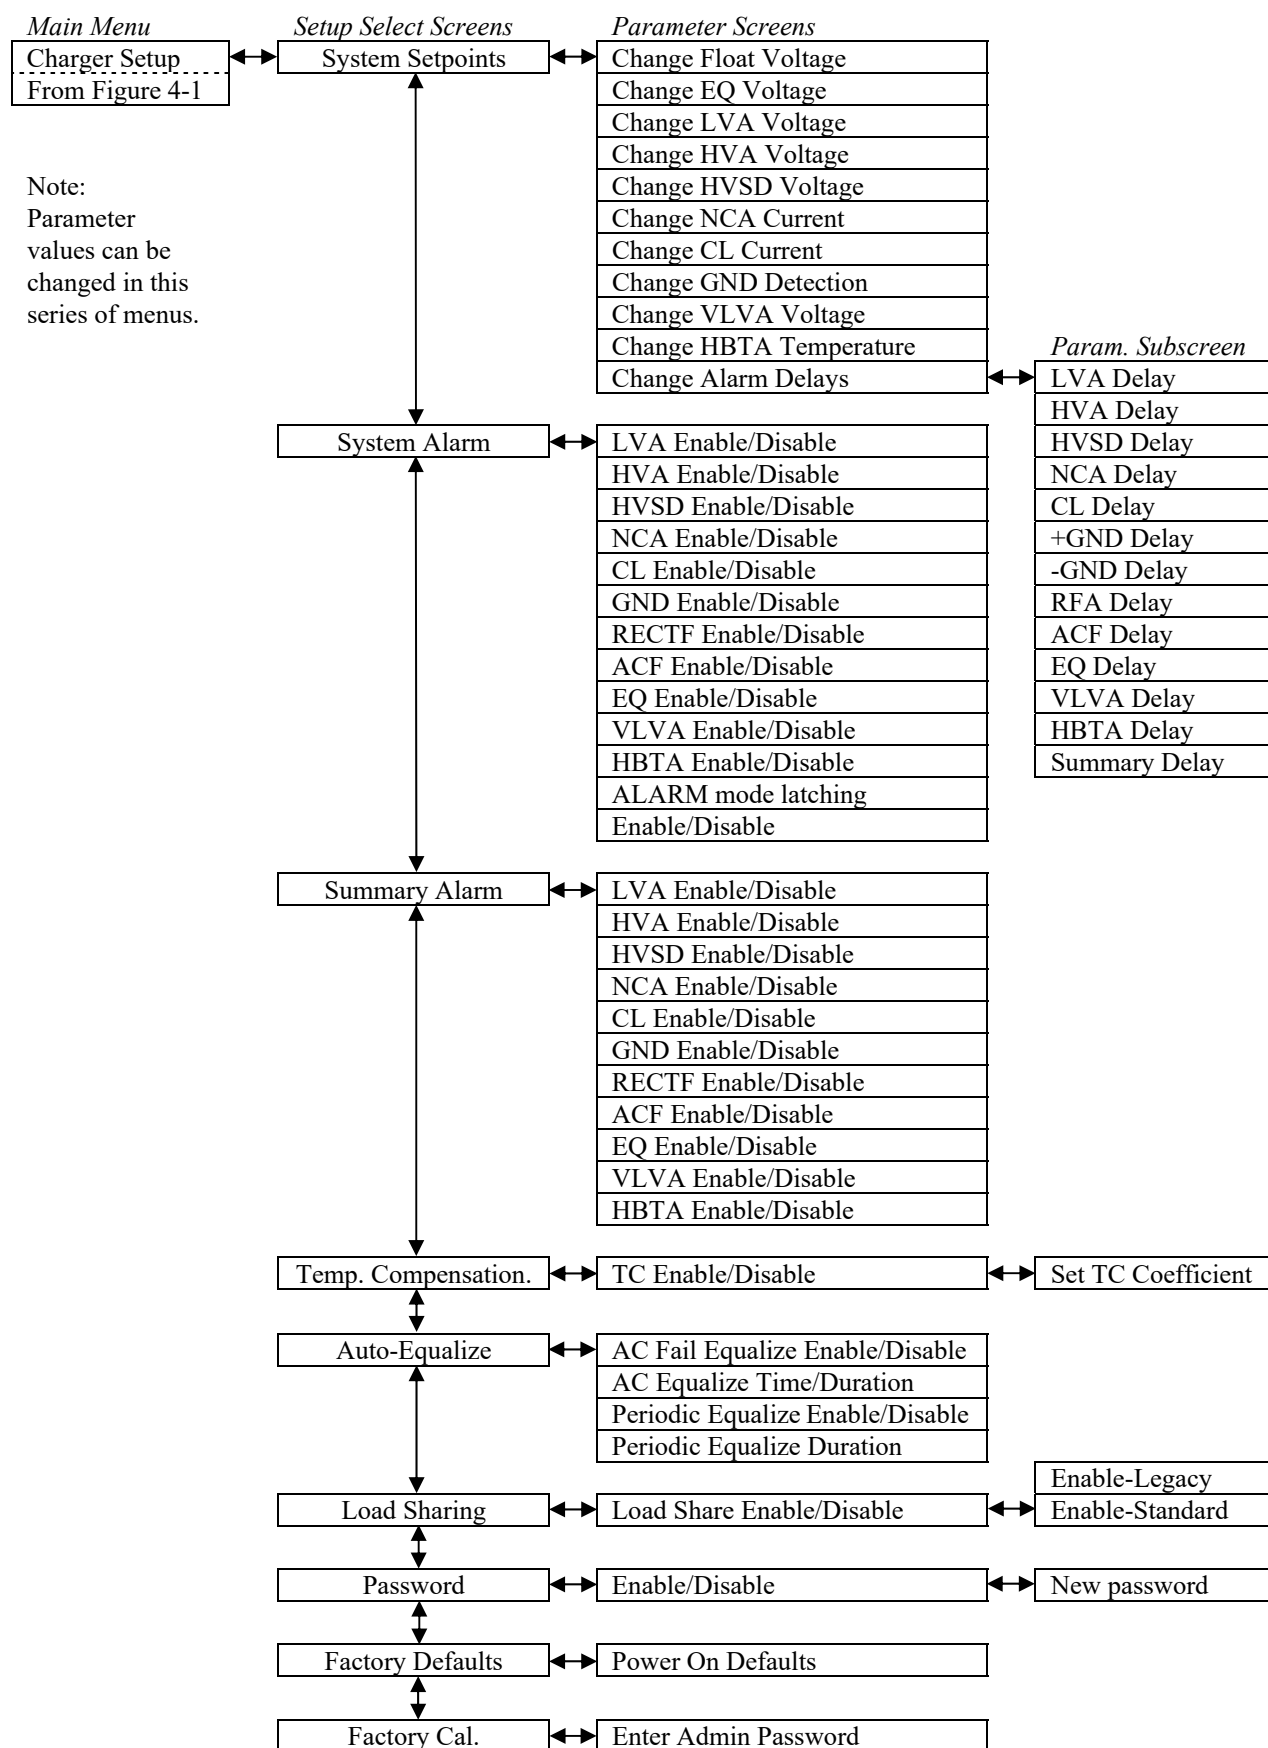 Main Menu
Setup Select Screens
Parameter Screens
Charger Setup
From Figure 4-1
Note:
Parameter
values can be
changed in this
series of menus.
System Setpoints
Change Float Voltage
Change EQ Voltage
Change LVA Voltage
Change HVA Voltage
Change HVSD Voltage
Change NCA Current
Change CL Current
Change GND Detection
Change VLVA Voltage
Change HBTA Temperature
Change Alarm Delays
Param. Subscreen
LVA Delay
HVA Delay
HVSD Delay
NCA Delay
CL Delay
+GND Delay
-GND Delay
RFA Delay
ACF Delay
EQ Delay
VLVA Delay
HBTA Delay
Summary Delay
System Alarm
LVA Enable/Disable
HVA Enable/Disable
HVSD Enable/Disable
NCA Enable/Disable
CL Enable/Disable
GND Enable/Disable
RECTF Enable/Disable
ACF Enable/Disable
EQ Enable/Disable
VLVA Enable/Disable
HBTA Enable/Disable
ALARM mode latching
Enable/Disable
Summary Alarm
LVA Enable/Disable
HVA Enable/Disable
HVSD Enable/Disable
NCA Enable/Disable
CL Enable/Disable
GND Enable/Disable
RECTF Enable/Disable
ACF Enable/Disable
EQ Enable/Disable
VLVA Enable/Disable
HBTA Enable/Disable
Temp. Compensation.
TC Enable/Disable
Set TC Coefficient
Auto-Equalize
AC Fail Equalize Enable/Disable
AC Equalize Time/Duration
Periodic Equalize Enable/Disable
Periodic Equalize Duration
Load Sharing
Load Share Enable/Disable
Enable-Legacy
Enable-Standard
Password
Enable/Disable
New password
Factory Defaults
Power On Defaults
Factory Cal.
Enter Admin Password